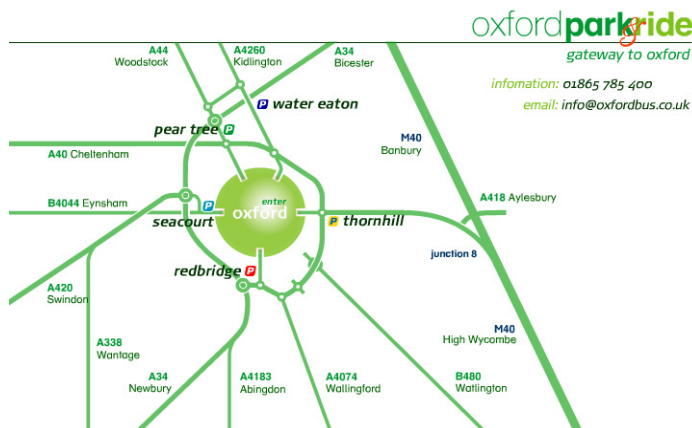 oxfordpark&ride
gateway to oxford
infomation: 01865 785 400
email: info@oxfordbus.co.uk
A44
Woodstock
A4260
Kidlington
A34
Bicester
P water eaton
pear tree P
M40
Banbury
A40 Cheltenham
B4044 Eynsham
A418 Aylesbury
P
seacourt
enter
oxford
P thornhill
junction 8
redbridge P
A420
Swindon
A338
Wantage
M40
High Wycombe
A34
Newbury
A4183
Abingdon
A4074
Wallingford
B480
Watlington